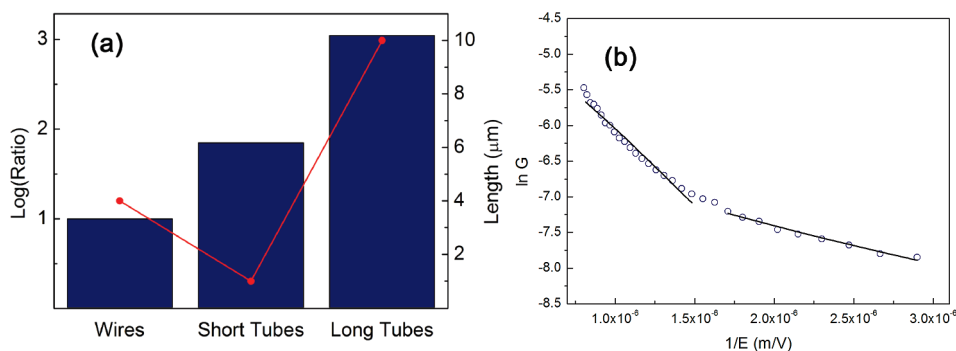 (a)
Log(Ratio)
3
2
1
Wires
Short Tubes
Long Tubes
10
8
6
4
2
Length (μm)
(b)
ln G
-4.5
-5.0
-5.5
-6.0
-6.5
-7.0
-7.5
-8.0
-8.5
1.0x10⁻⁶
1.5x10⁻⁶
2.0x10⁻⁶
2.5x10⁻⁶
3.0x10⁻⁶
1/E (m/V)